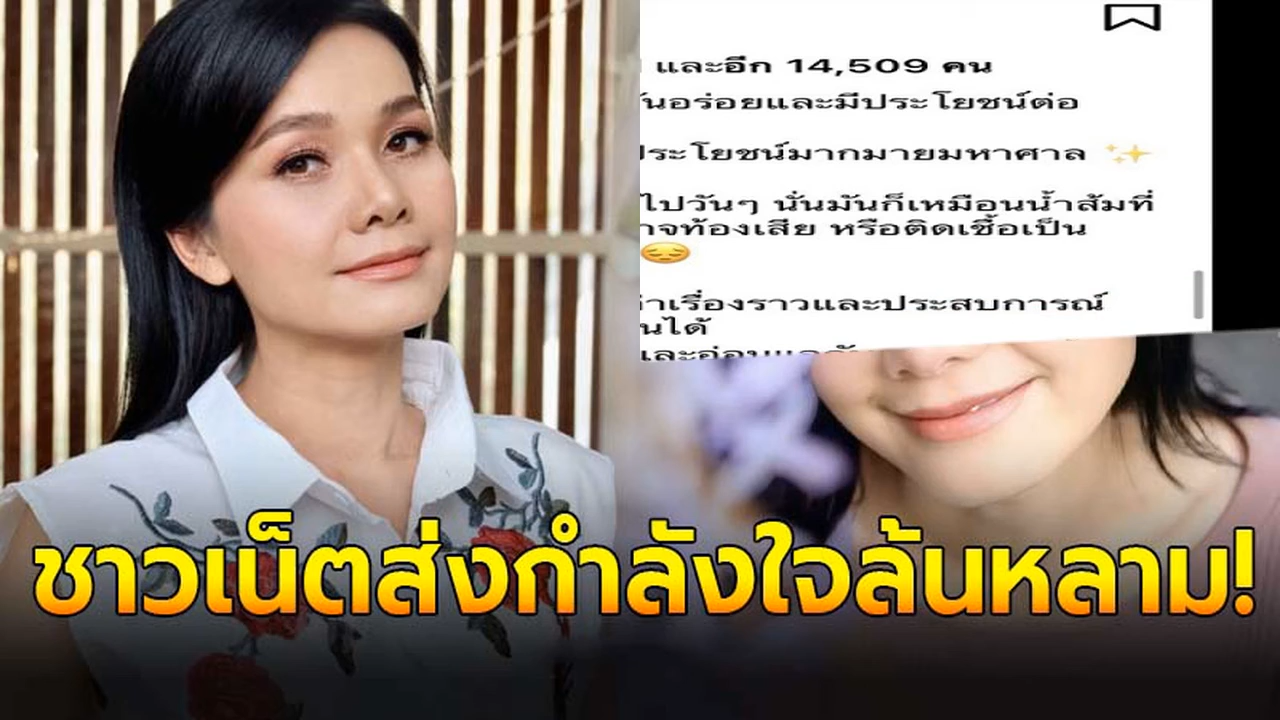 และอีก 14,509 คน
อร่อยและมีประโยชน์ต่อ
ประโยชน์มากมายมหาศาล ✨
ไปวันๆ นั่นมันก็เหมือนน้ำส้มที่
ท้องเสีย หรือติดเชื้อเป็น
😔
เรื่องราวและประสบการณ์
ได้
ชาวเน็ตส่งกำลังใจล้นหลาม!